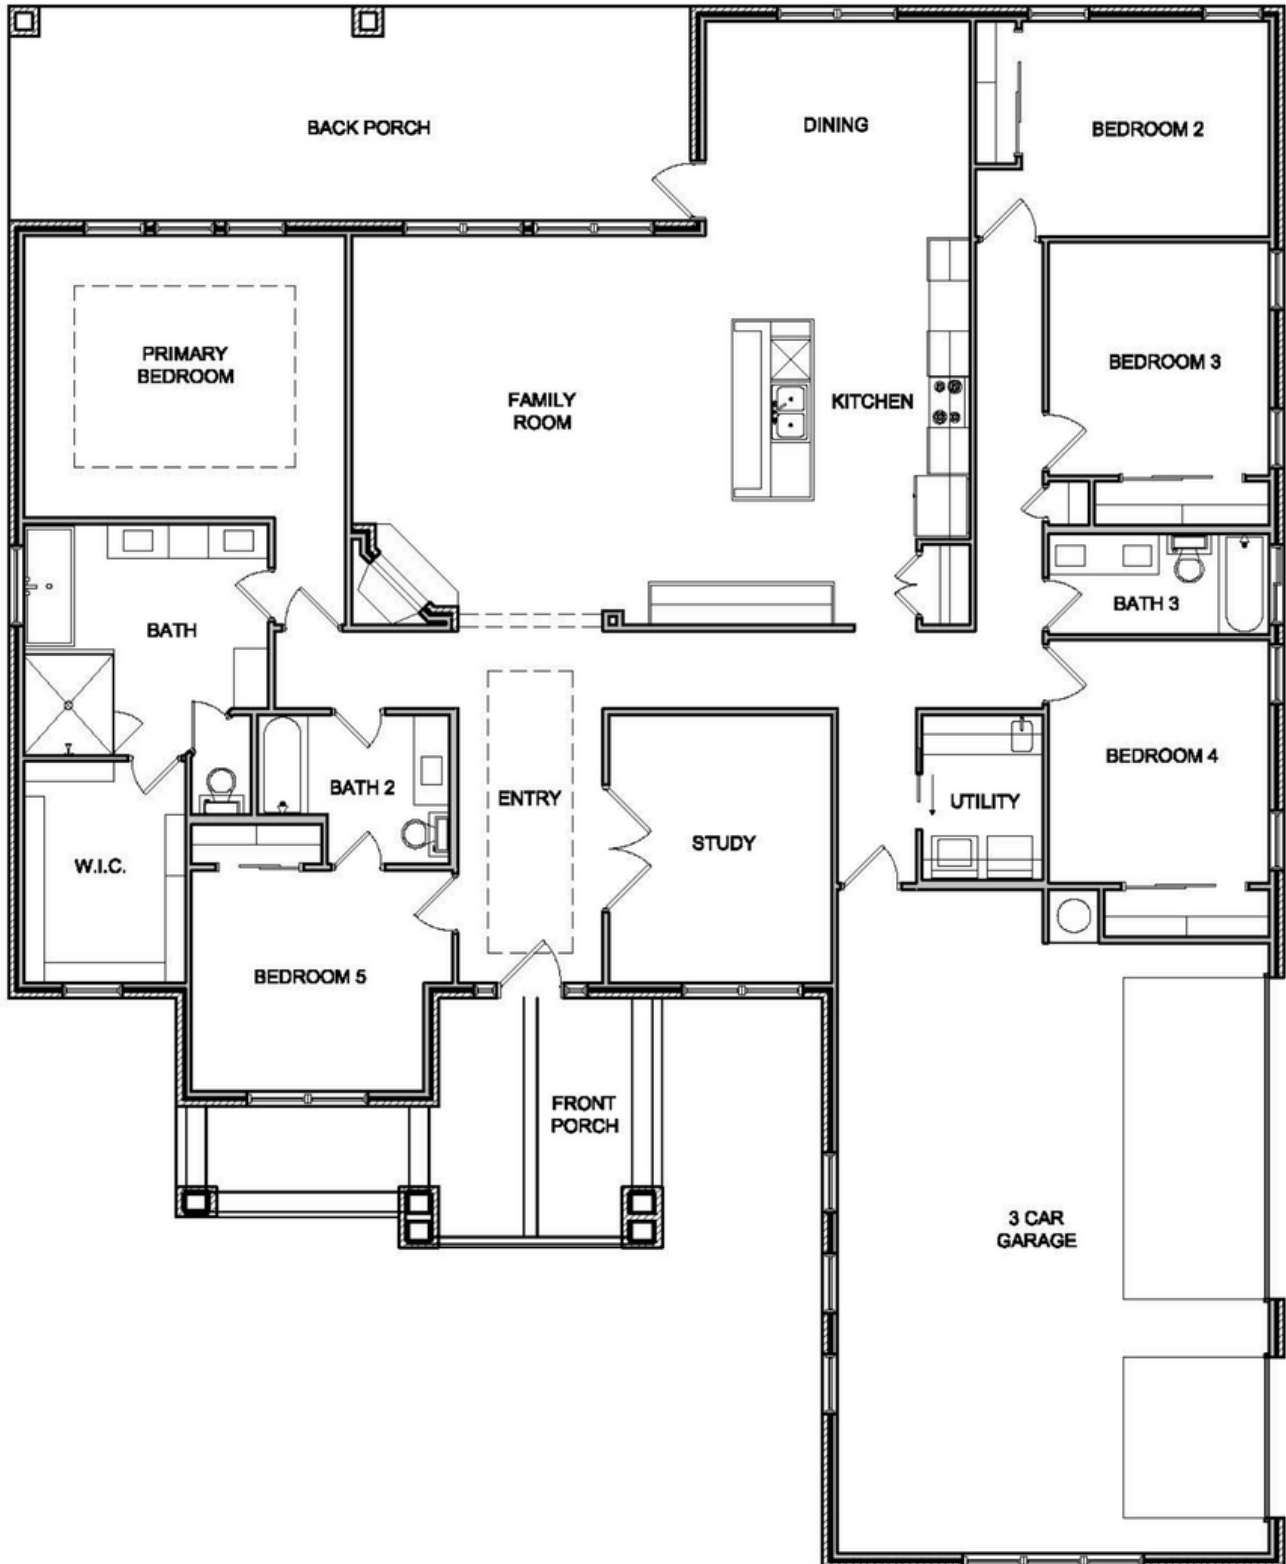 BACK PORCH
DINING
BEDROOM 2
PRIMARY
BEDROOM
FAMILY
ROOM
KITCHEN
BEDROOM 3
BATH
BATH 3
BATH 2
ENTRY
STUDY
UTILITY
BEDROOM 4
W.I.C.
BEDROOM 5
FRONT
PORCH
3 CAR
GARAGE